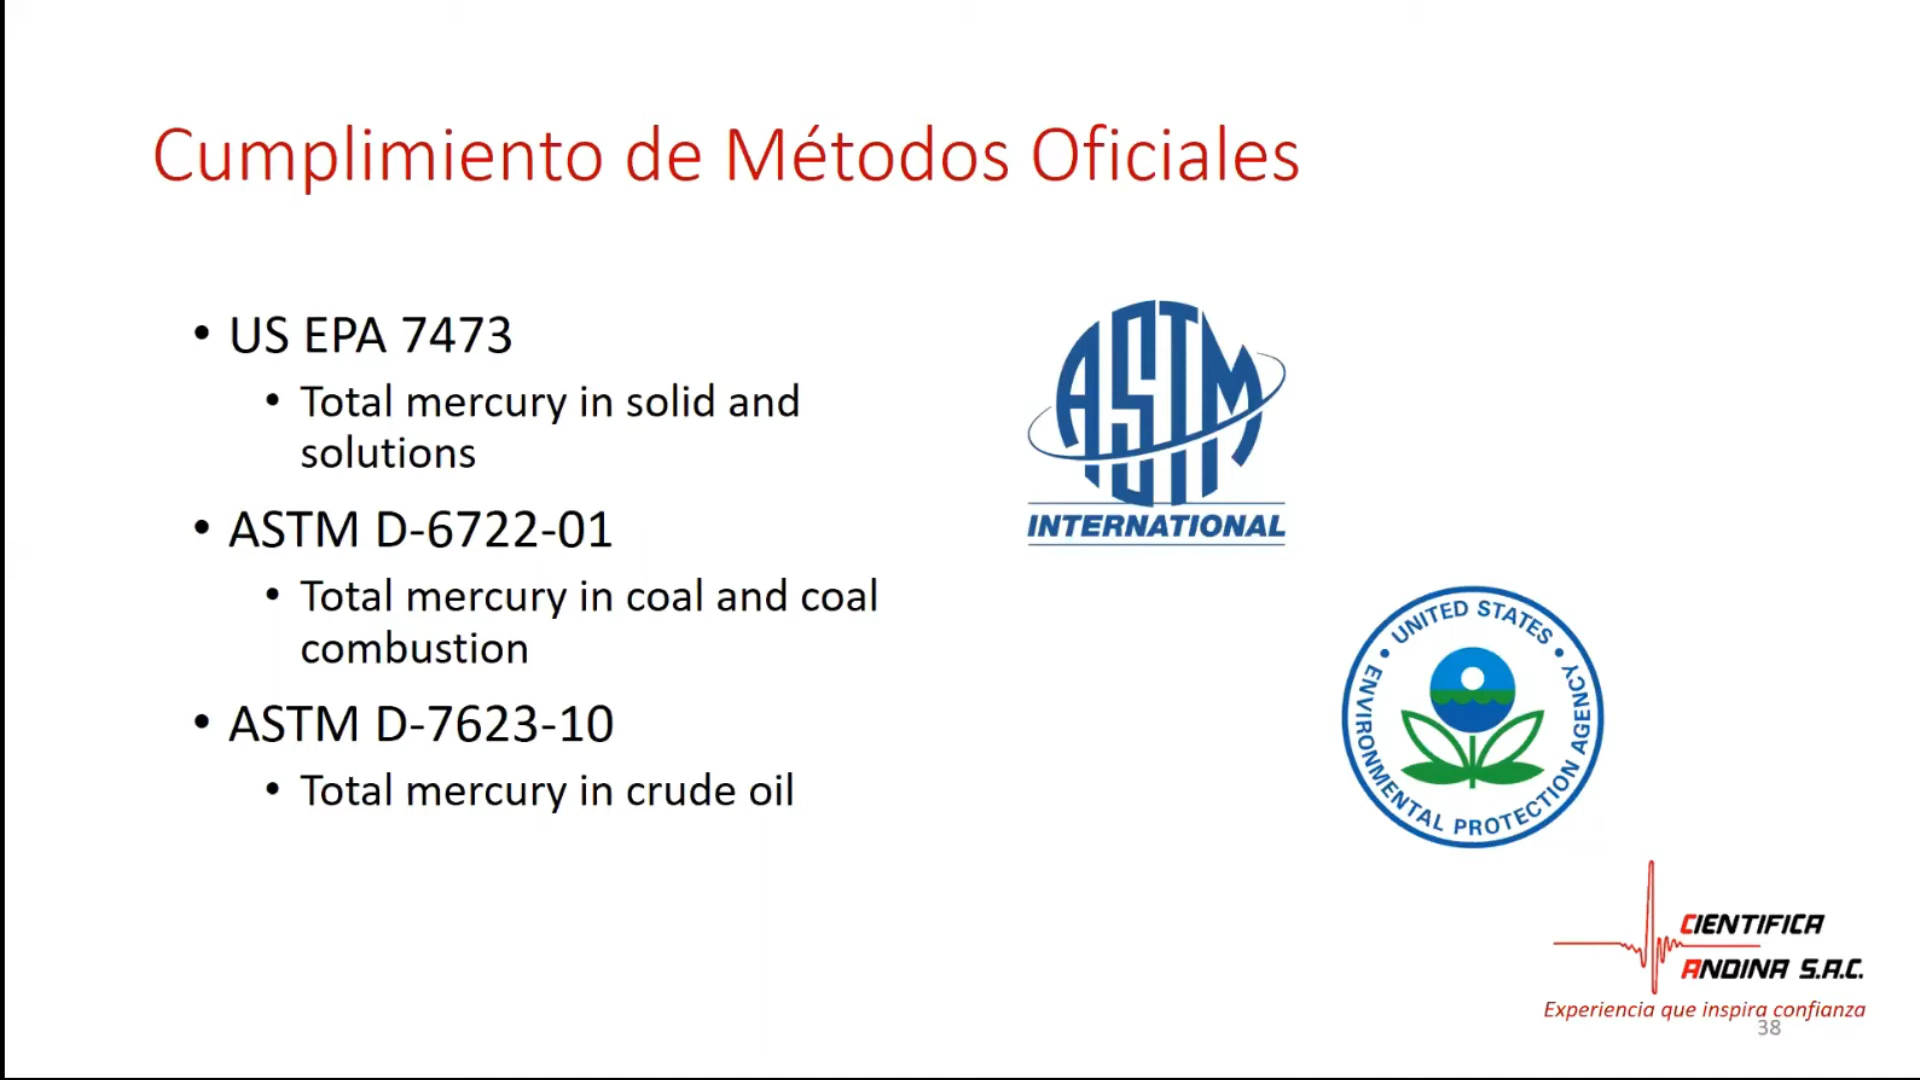 Cumplimiento de Métodos Oficiales
• US EPA 7473
• Total mercury in solid and
solutions
• ASTM D-6722-01
• Total mercury in coal and coal
combustion
• ASTM D-7623-10
• Total mercury in crude oil
ASTM
INTERNATIONAL
UNITED STATES • ENVIRONMENTAL PROTECTION AGENCY •
CIENTIFICA
ANDINA S.A.C.
Experiencia que inspira confianza
38